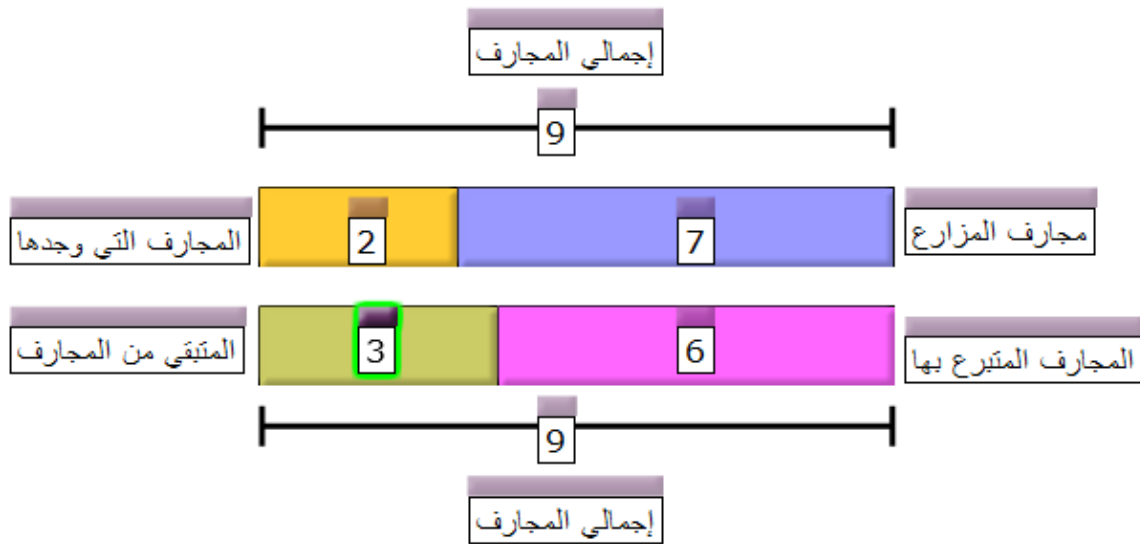 إجمالي المجارف
9
المجارف التي وجدها
2
7
مجارف المزارع
المتبقي من المجارف
3
6
المجارف المتبرع بها
9
إجمالي المجارف